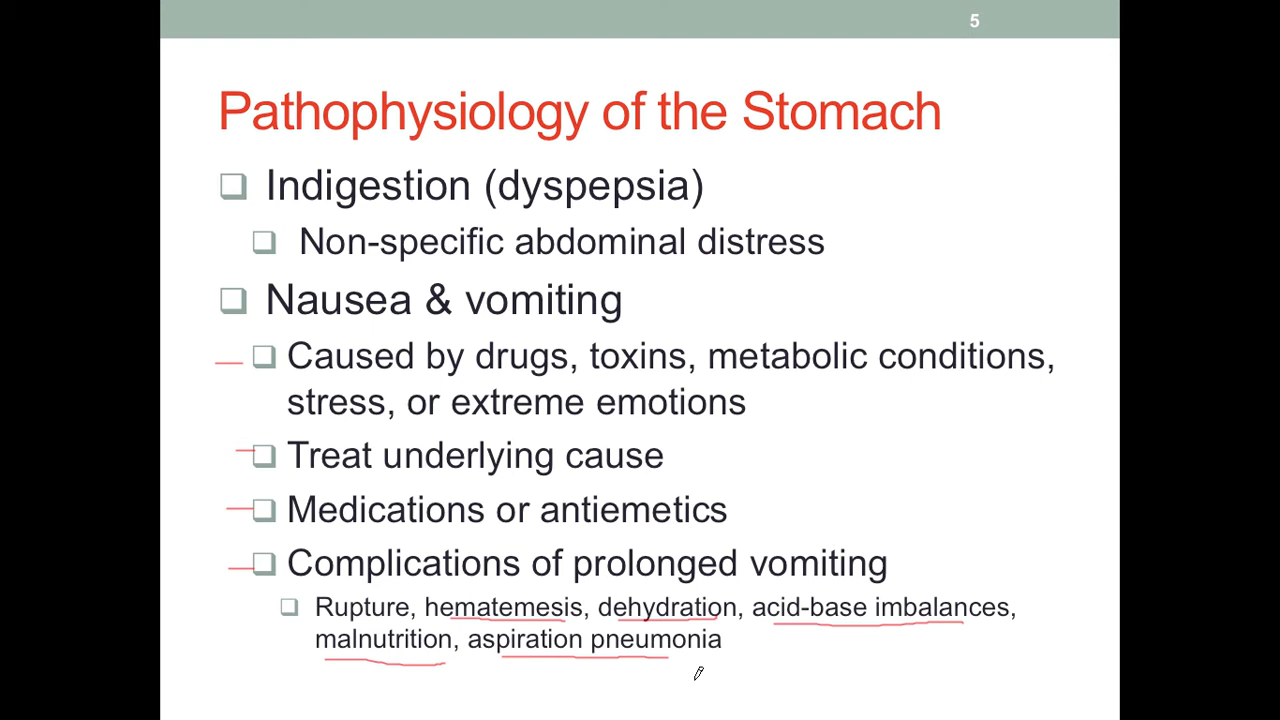 5
Pathophysiology of the Stomach
Indigestion (dyspepsia)
Non-specific abdominal distress
Nausea & vomiting
Caused by drugs, toxins, metabolic conditions,
stress, or extreme emotions
Treat underlying cause
Medications or antiemetics
Complications of prolonged vomiting
Rupture, hematemesis, dehydration, acid-base imbalances,
malnutrition, aspiration pneumonia